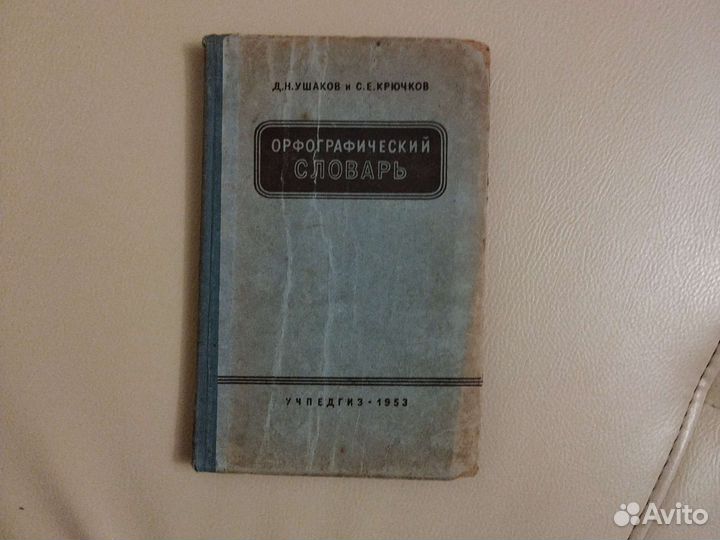 Д.Н.УШАКОВ и С.Е.КРЮЧКОВ
ОРФОГРАФИЧЕСКИЙ
СЛОВАРЬ
УЧПЕДГИЗ·1953
Avito